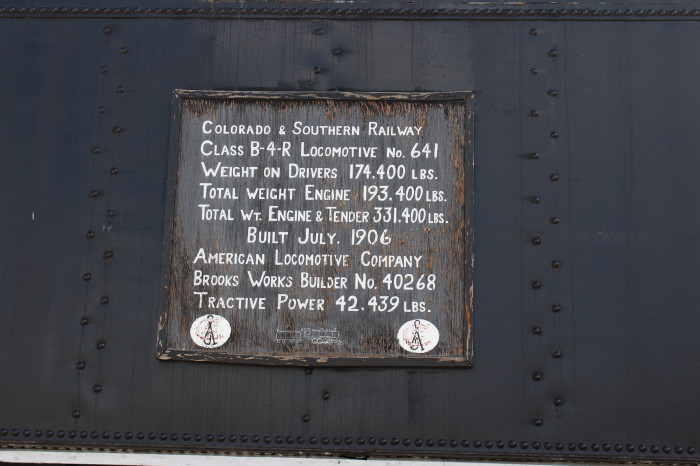 COLORADO & SOUTHERN RAILWAY
CLASS B-4-R LOCOMOTIVE NO. 641
WEIGHT ON DRIVERS 174.400 LBS.
TOTAL WEIGHT ENGINE 193.400 LBS.
TOTAL WT. ENGINE & TENDER 331.400 LBS.
BUILT JULY. 1906
AMERICAN LOCOMOTIVE COMPANY
BROOKS WORKS BUILDER NO. 40268
TRACTIVE POWER 42.439 LBS.